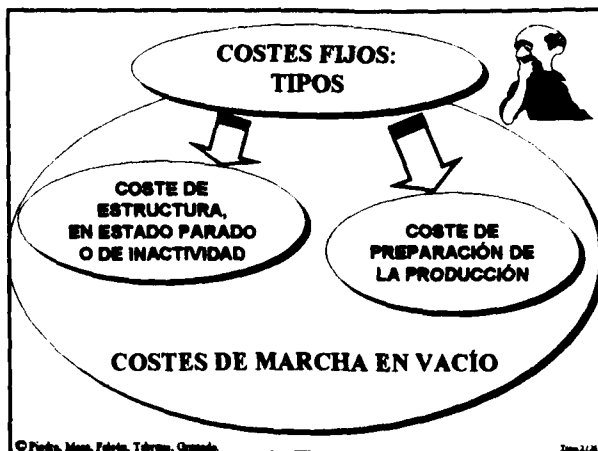 COSTES FIJOS:
TIPOS
COSTE DE
ESTRUCTURA,
EN ESTADO PARADO
O DE INACTIVIDAD
COSTE DE
PREPARACIÓN DE
LA PRODUCCIÓN
COSTES DE MARCHA EN VACÍO
©